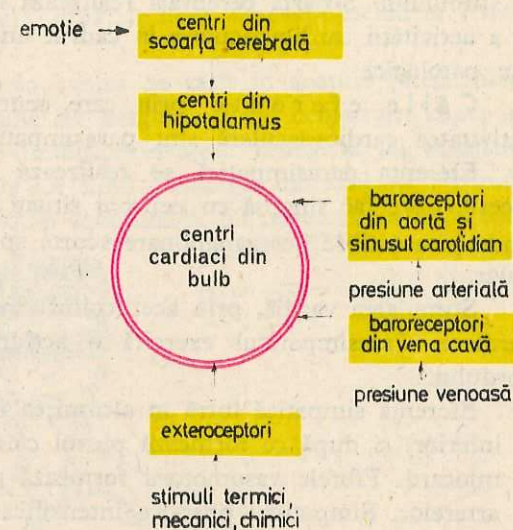 emoție
centri din
scoarța cerebrală
centri din
hipotalamus
centri
cardiaci din
bulb
baroreceptori
din aortă și
sinusul carotidian
presiune arterială
baroreceptori
din vena cavă
presiune venoasă
exteroceptori
stimuli termici,
mecanici, chimici